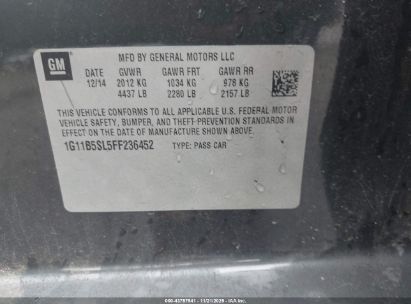 GM
MFD BY GENERAL MOTORS LLC
DATE GVWR GAWR FRT GAWR RR
12/14 2012 KG 1034 KG 978 KG
4437 LB 2280 LB 2157 LB
THIS VEHICLE CONFORMS TO ALL APPLICABLE U.S. FEDERAL MOTOR
VEHICLE SAFETY, BUMPER, AND THEFT PREVENTION STANDARDS
IN EFFECT ON THE DATE OF MANUFACTURE SHOWN ABOVE.
1G11B5SL5FF236452 TYPE: PASS CAR